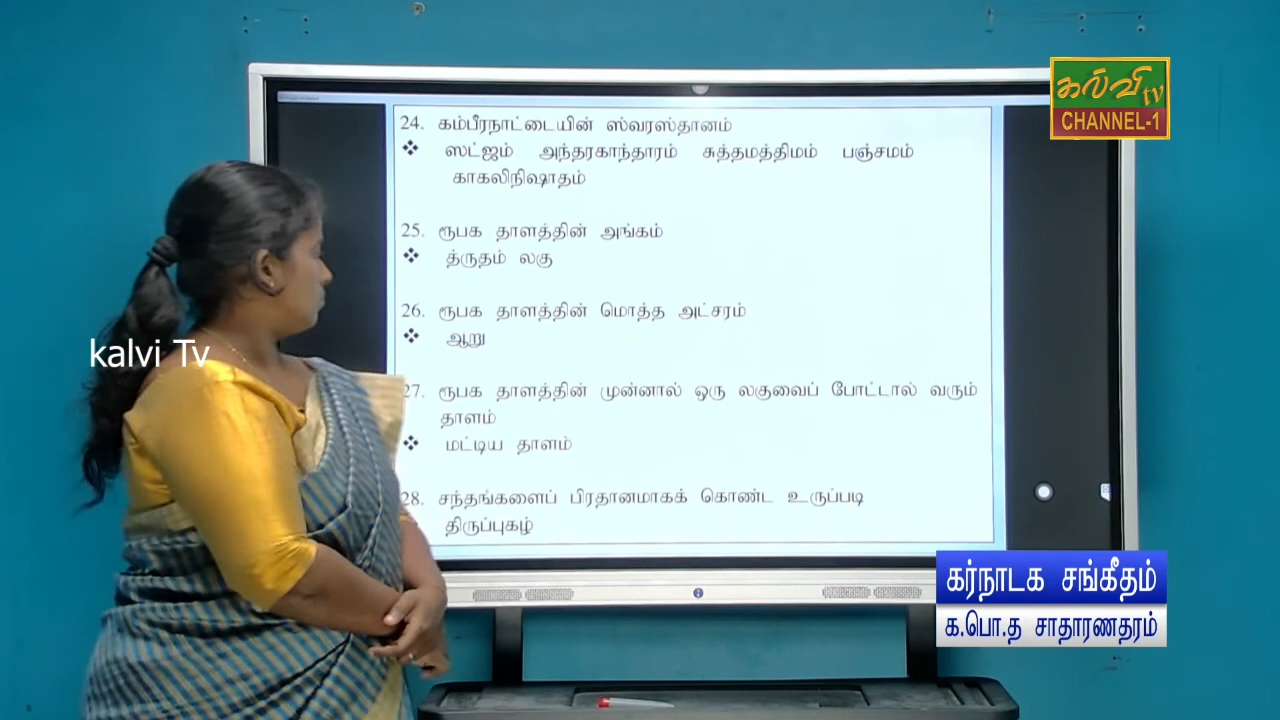 கல்வி tv
CHANNEL-1
24. கம்பீரநாட்டையின் ஸ்வரஸ்தானம்
❖ ஸட்ஜம் அந்தரகாந்தாரம் சுத்தமத்திமம் பஞ்சமம்
காகலிநிஷாதம்
25. ரூபக தாளத்தின் அங்கம்
❖ த்ருதம் லகு
26. ரூபக தாளத்தின் மொத்த அட்சரம்
❖ ஆறு
kalvi Tv
27. ரூபக தாளத்தின் முன்னால் ஒரு லகுவைப் போட்டால் வரும்
தாளம்
❖ மட்டிய தாளம்
28. சந்தங்களைப் பிரதானமாகக் கொண்ட உருப்படி
திருப்புகழ்
கர்நாடக சங்கீதம்
க.பொ.த சாதாரணதரம்